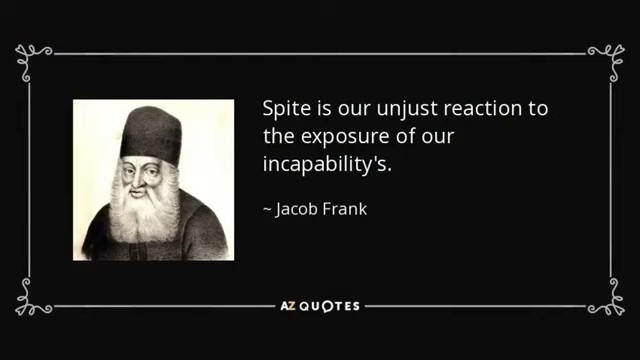 Spite is our unjust reaction to
the exposure of our
incapability's.
~ Jacob Frank
AZ QUOTES